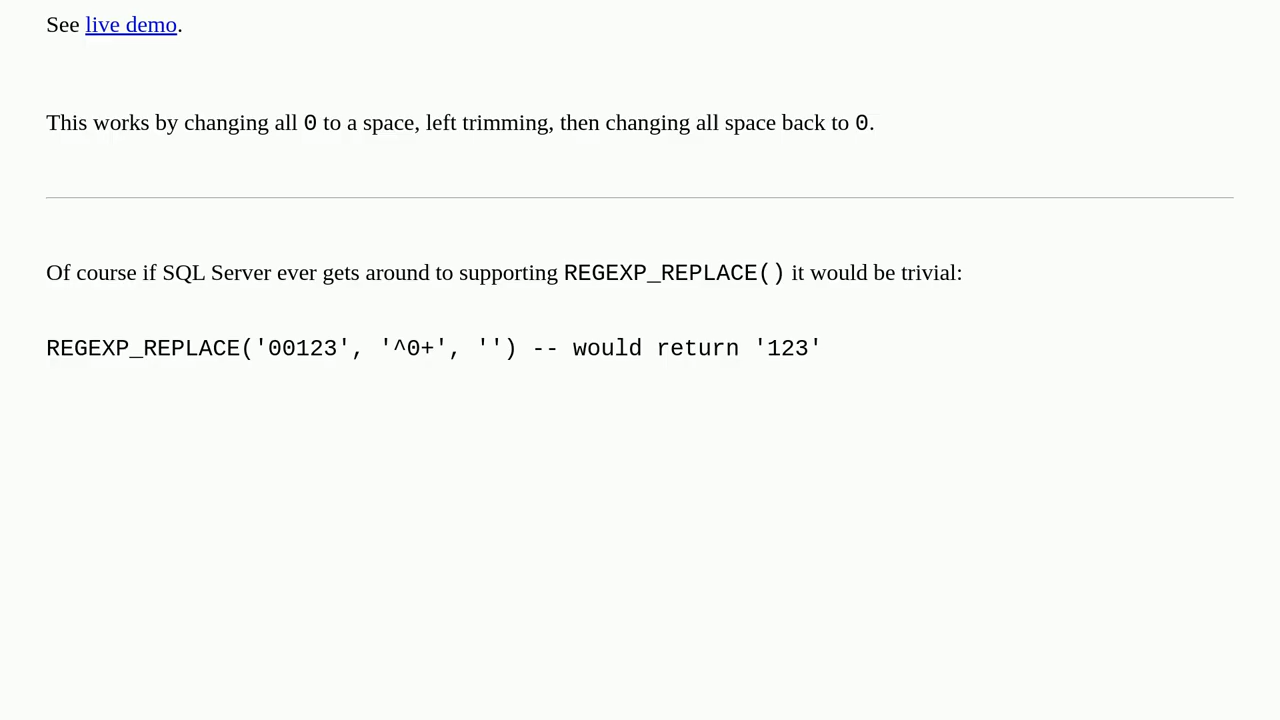 See live demo.
This works by changing all 0 to a space, left trimming, then changing all space back to 0.
Of course if SQL Server ever gets around to supporting REGEXP_REPLACE() it would be trivial:
REGEXP_REPLACE('00123', '^0+', '') -- would return '123'